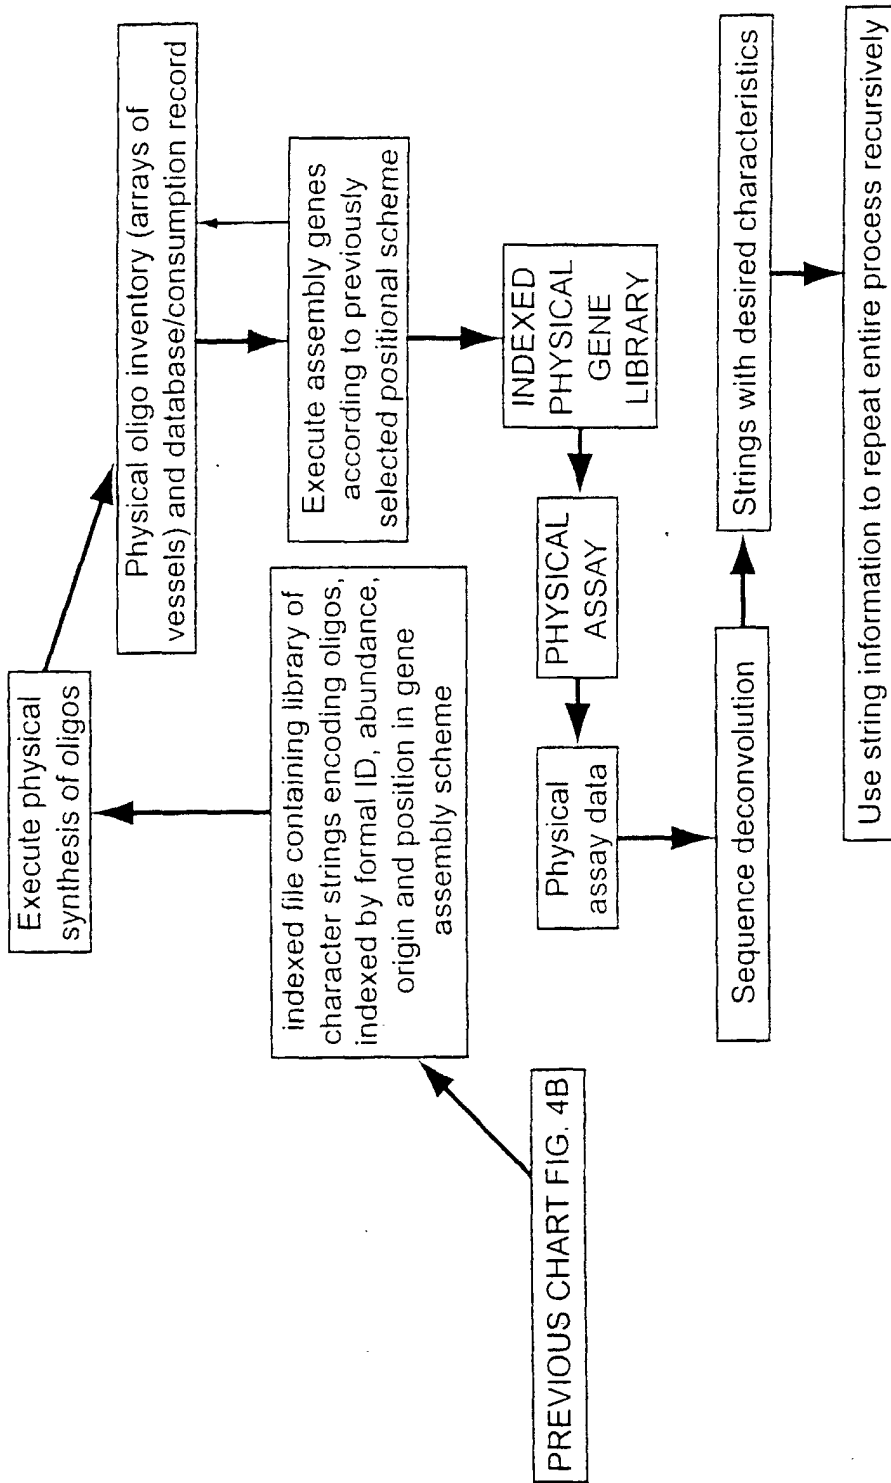 PREVIOUS CHART FIG. 4B
indexed file containing library of
character strings encoding oligos,
indexed by formal ID, abundance,
origin and position in gene
assembly scheme
Execute physical
synthesis of oligos
Physical oligo inventory (arrays of
vessels) and database/consumption record
Execute assembly genes
according to previously
selected positional scheme
INDEXED
PHYSICAL
GENE
LIBRARY
PHYSICAL
ASSAY
Physical
assay data
Sequence deconvolution
Strings with desired characteristics
Use string information to repeat entire process recursively